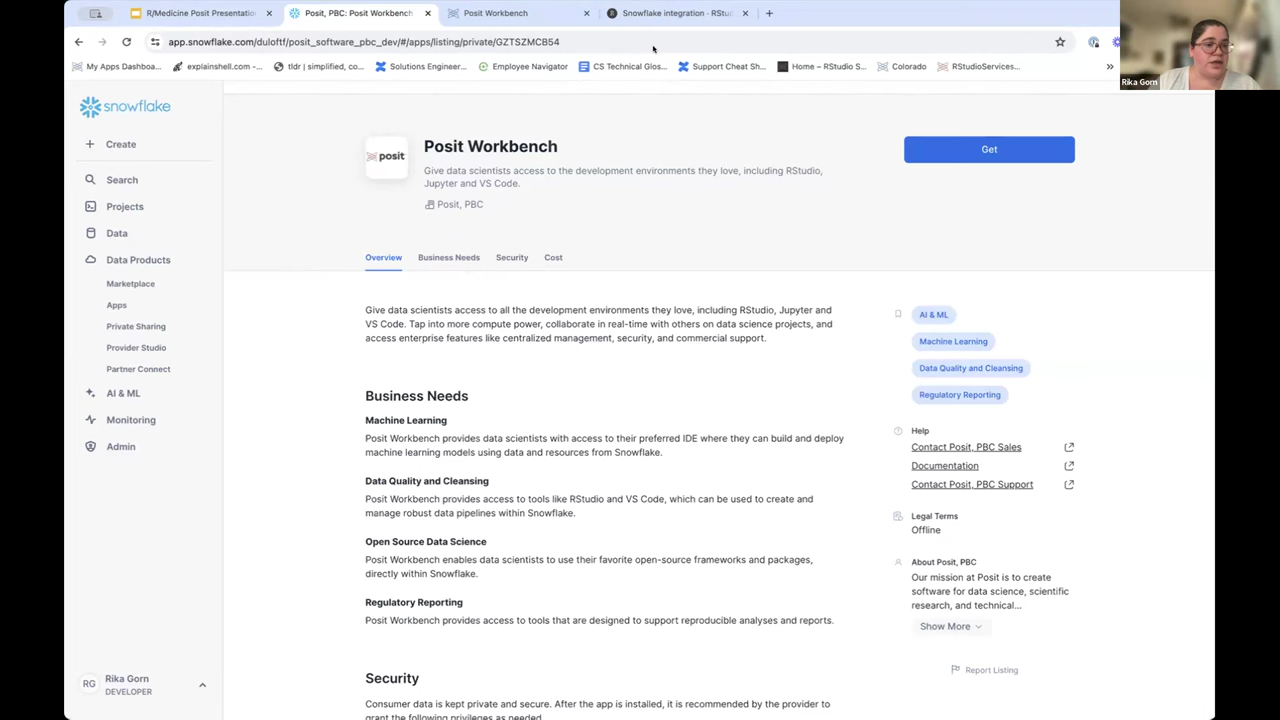 R/Medicine Posit Presentatio
Posit, PBC: Posit Workbench
Posit Workbench
Snowflake integration - RStu
app.snowflake.com/duloftf/posit_software_pbc_dev/#/apps/listing/private/GZTSZMCB54
My Apps Dashboa...
explainshell.com -...
tldr | simplified, co...
Solutions Engineer...
Employee Navigator
CS Technical Glos...
Support Cheat Sh...
Home – RStudio S...
Colorado
RStudioServices...
»
Rika Gorn
snowflake
Create
Search
Projects
Data
Data Products
Marketplace
Apps
Private Sharing
Provider Studio
Partner Connect
AI & ML
Monitoring
Admin
RG
Rika Gorn
DEVELOPER
posit
Posit Workbench
Give data scientists access to the development environments they love, including RStudio,
Jupyter and VS Code.
Posit, PBC
Get
Overview
Business Needs
Security
Cost
Give data scientists access to all the development environments they love, including RStudio, Jupyter and
VS Code. Tap into more compute power, collaborate in real-time with others on data science projects, and
access enterprise features like centralized management, security, and commercial support.
Business Needs
Machine Learning
Posit Workbench provides data scientists with access to their preferred IDE where they can build and deploy
machine learning models using data and resources from Snowflake.
Data Quality and Cleansing
Posit Workbench provides access to tools like RStudio and VS Code, which can be used to create and
manage robust data pipelines within Snowflake.
Open Source Data Science
Posit Workbench enables data scientists to use their favorite open-source frameworks and packages,
directly within Snowflake.
Regulatory Reporting
Posit Workbench provides access to tools that are designed to support reproducible analyses and reports.
Security
Consumer data is kept private and secure. After the app is installed, it is recommended by the provider to
grant the following privileges as needed.
AI & ML
Machine Learning
Data Quality and Cleansing
Regulatory Reporting
Help
Contact Posit, PBC Sales
Documentation
Contact Posit, PBC Support
Legal Terms
Offline
About Posit, PBC
Our mission at Posit is to create
software for data science, scientific
research, and technical...
Show More
Report Listing